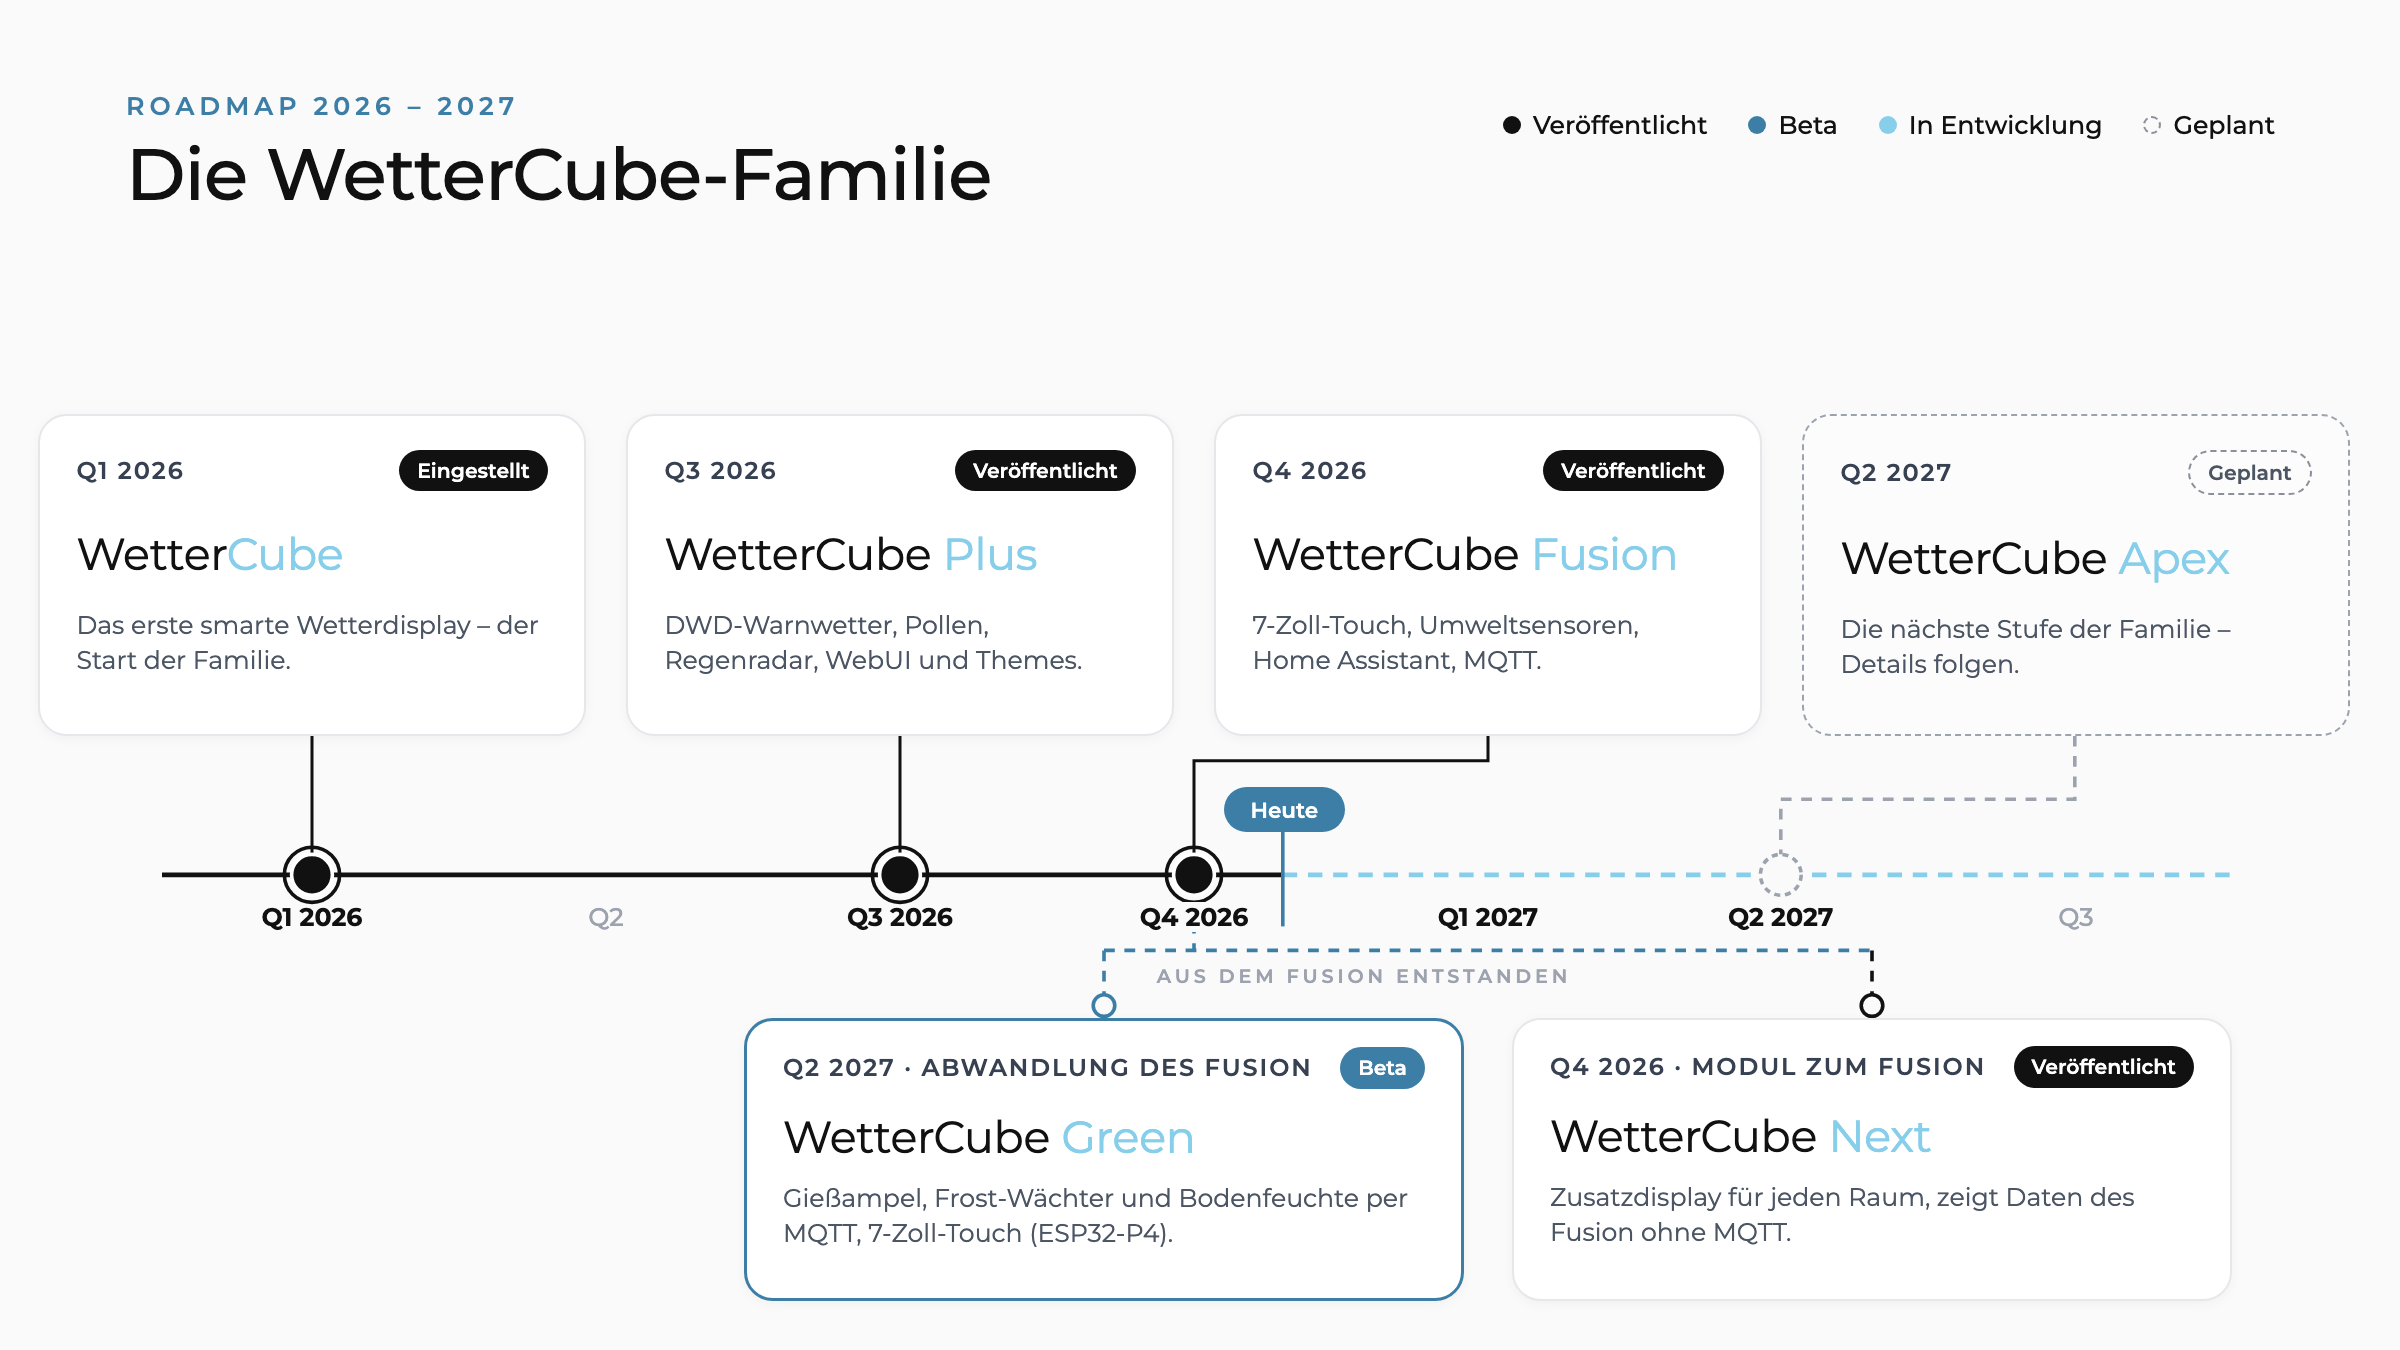 ROADMAP 2026 – 2027
Die WetterCube-Familie
Veröffentlicht
Beta
In Entwicklung
Geplant
Q1 2026
Eingestellt
WetterCube
Das erste smarte Wetterdisplay – der
Start der Familie.
Q3 2026
Veröffentlicht
WetterCube Plus
DWD-Warnwetter, Pollen,
Regenradar, WebUI und Themes.
Q4 2026
Veröffentlicht
WetterCube Fusion
7-Zoll-Touch, Umweltsensoren,
Home Assistant, MQTT.
Q2 2027
Geplant
WetterCube Apex
Die nächste Stufe der Familie –
Details folgen.
Heute
Q1 2026
Q2
Q3 2026
Q4 2026
Q1 2027
Q2 2027
Q3
AUS DEM FUSION ENTSTANDEN
Q2 2027 · ABWANDLUNG DES FUSION
Beta
WetterCube Green
Gießampel, Frost-Wächter und Bodenfeuchte per
MQTT, 7-Zoll-Touch (ESP32-P4).
Q4 2026 · MODUL ZUM FUSION
Veröffentlicht
WetterCube Next
Zusatzdisplay für jeden Raum, zeigt Daten des
Fusion ohne MQTT.